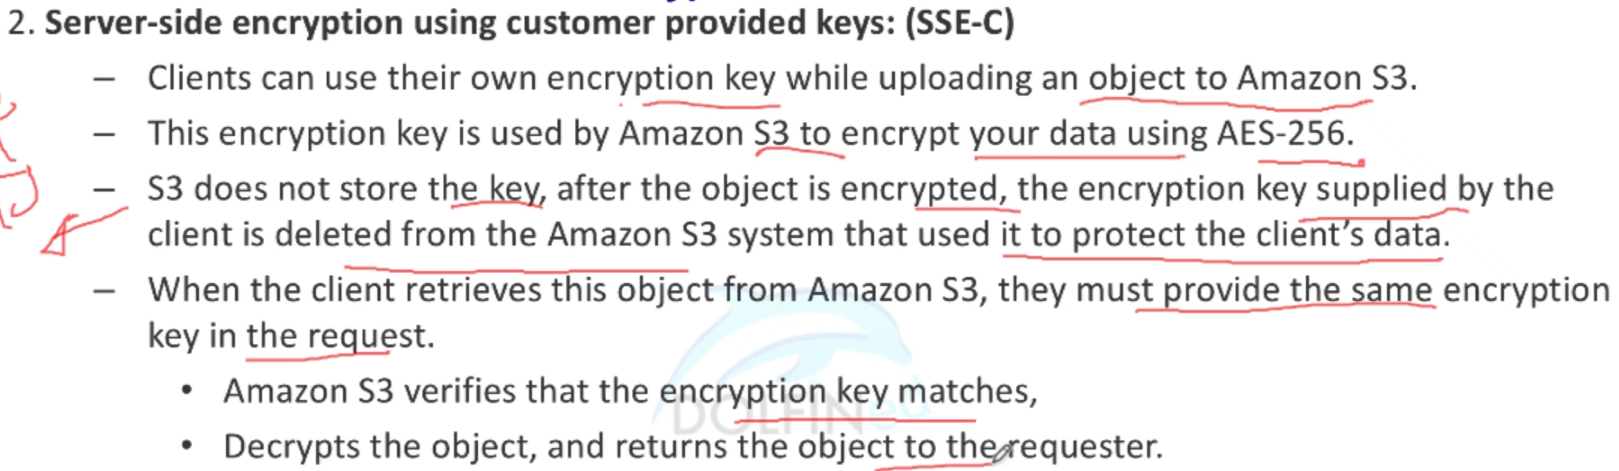 2. Server-side encryption using customer provided keys: (SSE-C)
– Clients can use their own encryption key while uploading an object to Amazon S3.
– This encryption key is used by Amazon S3 to encrypt your data using AES-256.
– S3 does not store the key, after the object is encrypted, the encryption key supplied by the
client is deleted from the Amazon S3 system that used it to protect the client’s data.
– When the client retrieves this object from Amazon S3, they must provide the same encryption
key in the request.
• Amazon S3 verifies that the encryption key matches,
DOLFINed
• Decrypts the object, and returns the object to the requester.